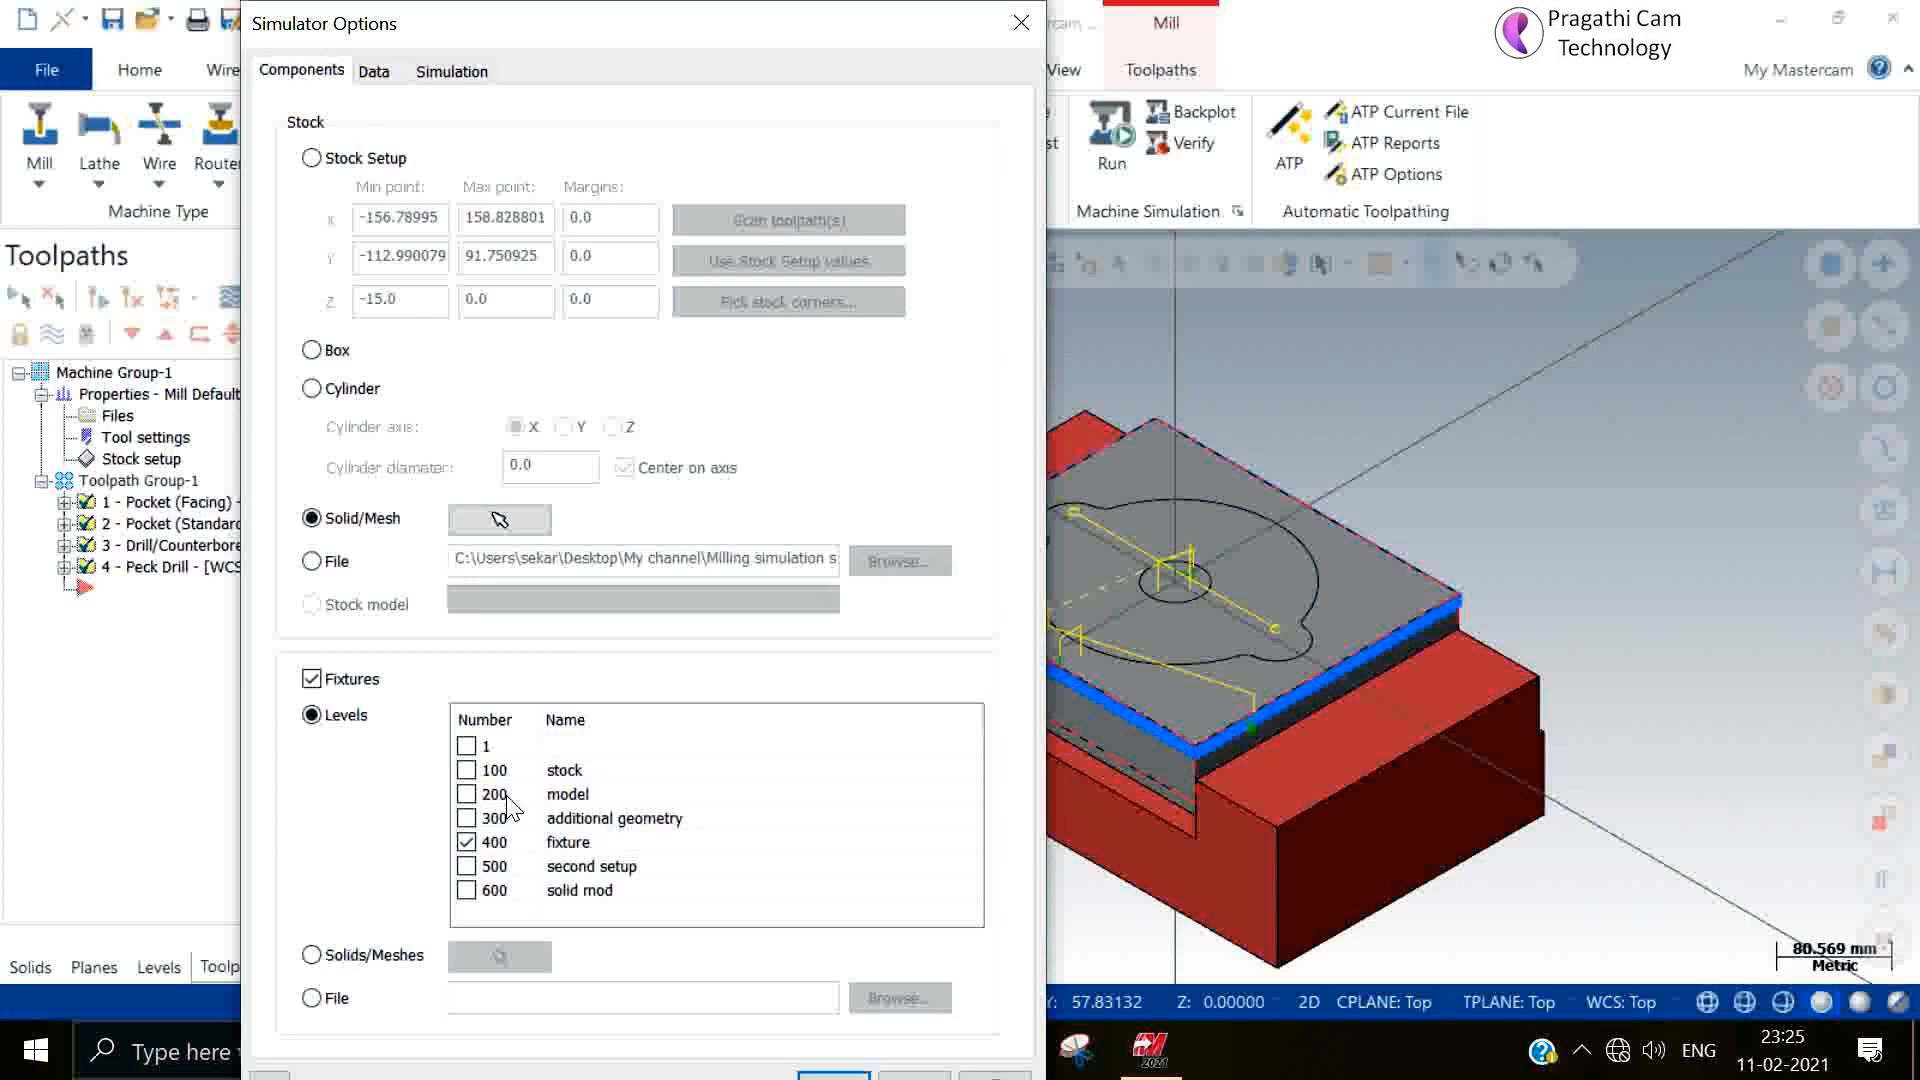 Simulator Options
Pragathi Cam
Technology
File
Home
Wire
View
Mill
Toolpaths
My Mastercam
Components
Data
Simulation
Mill
Lathe
Wire
Router
Machine Type
Run
Backplot
Verify
Machine Simulation
ATP
ATP Current File
ATP Reports
ATP Options
Automatic Toolpathing
Toolpaths
Machine Group-1
Properties - Mill Default
Files
Tool settings
Stock setup
Toolpath Group-1
1 - Pocket (Facing) -
2 - Pocket (Standard
3 - Drill/Counterbore
4 - Peck Drill - [WCS
Solids
Planes
Levels
Toolp
Stock
Stock Setup
Min point:
Max point:
Margins:
X
-156.78995
158.828801
0.0
Scan toolpath(s)
Y
-112.990079
91.750925
0.0
Use Stock Setup values
Z
-15.0
0.0
0.0
Pick stock corners...
Box
Cylinder
Cylinder axis:
X
Y
Z
Cylinder diameter:
0.0
Center on axis
Solid/Mesh
File
C:\Users\sekar\Desktop\My channel\Milling simulation s
Browse...
Stock model
Fixtures
Levels
Number
Name
1
100
stock
200
model
300
additional geometry
400
fixture
500
second setup
600
solid mod
Solids/Meshes
File
Browse...
80.569 mm
Metric
Y:
57.83132
Z:
0.00000
2D
CPLANE: Top
TPLANE: Top
WCS: Top
Type here
2021
ENG
23:25
11-02-2021